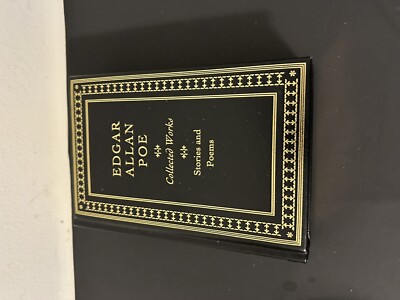 EDGAR
ALLAN
POE
Collected Works
Stories and
Poems